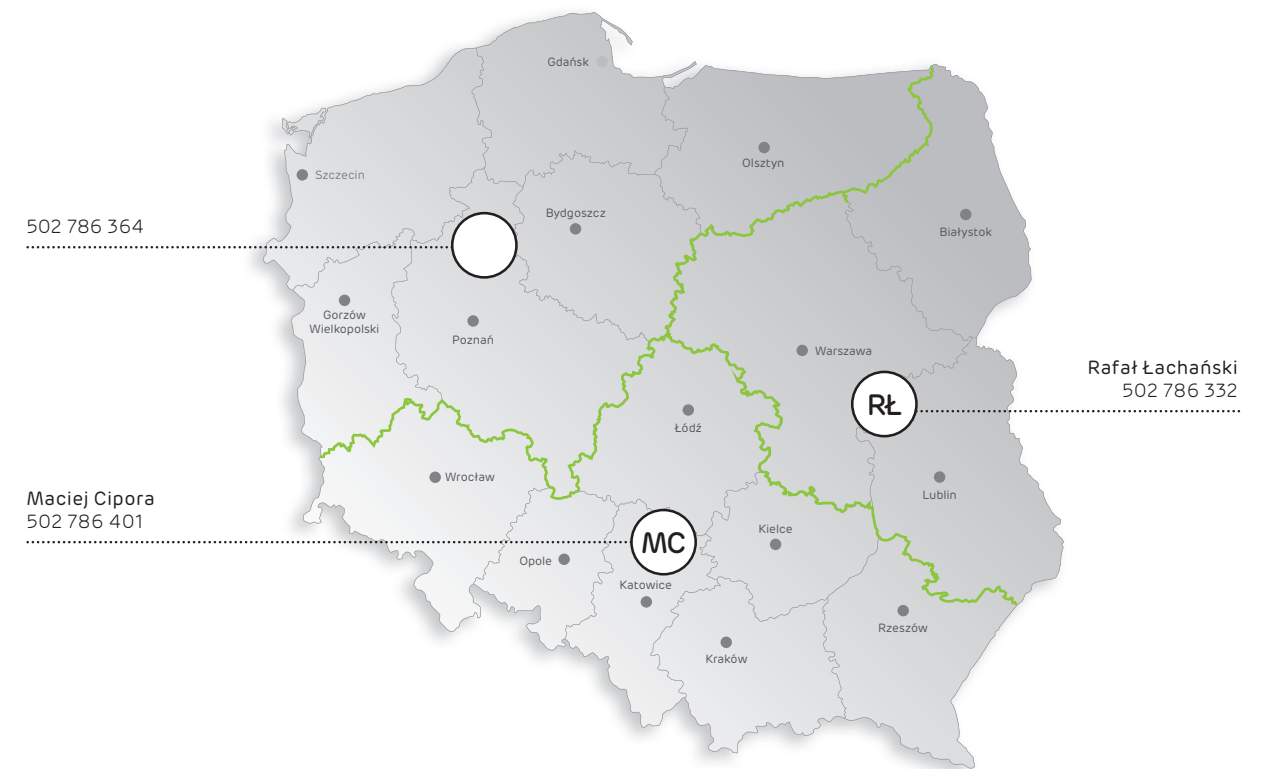 Gdańsk
Olsztyn
Szczecin
Bydgoszcz
Białystok
502 786 364
Gorzów
Wielkopolski
Poznań
Warszawa
Rafał Łachański
502 786 332
RŁ
Łódź
Wrocław
Lublin
Maciej Cipora
502 786 401
MC
Kielce
Opole
Katowice
Rzeszów
Kraków